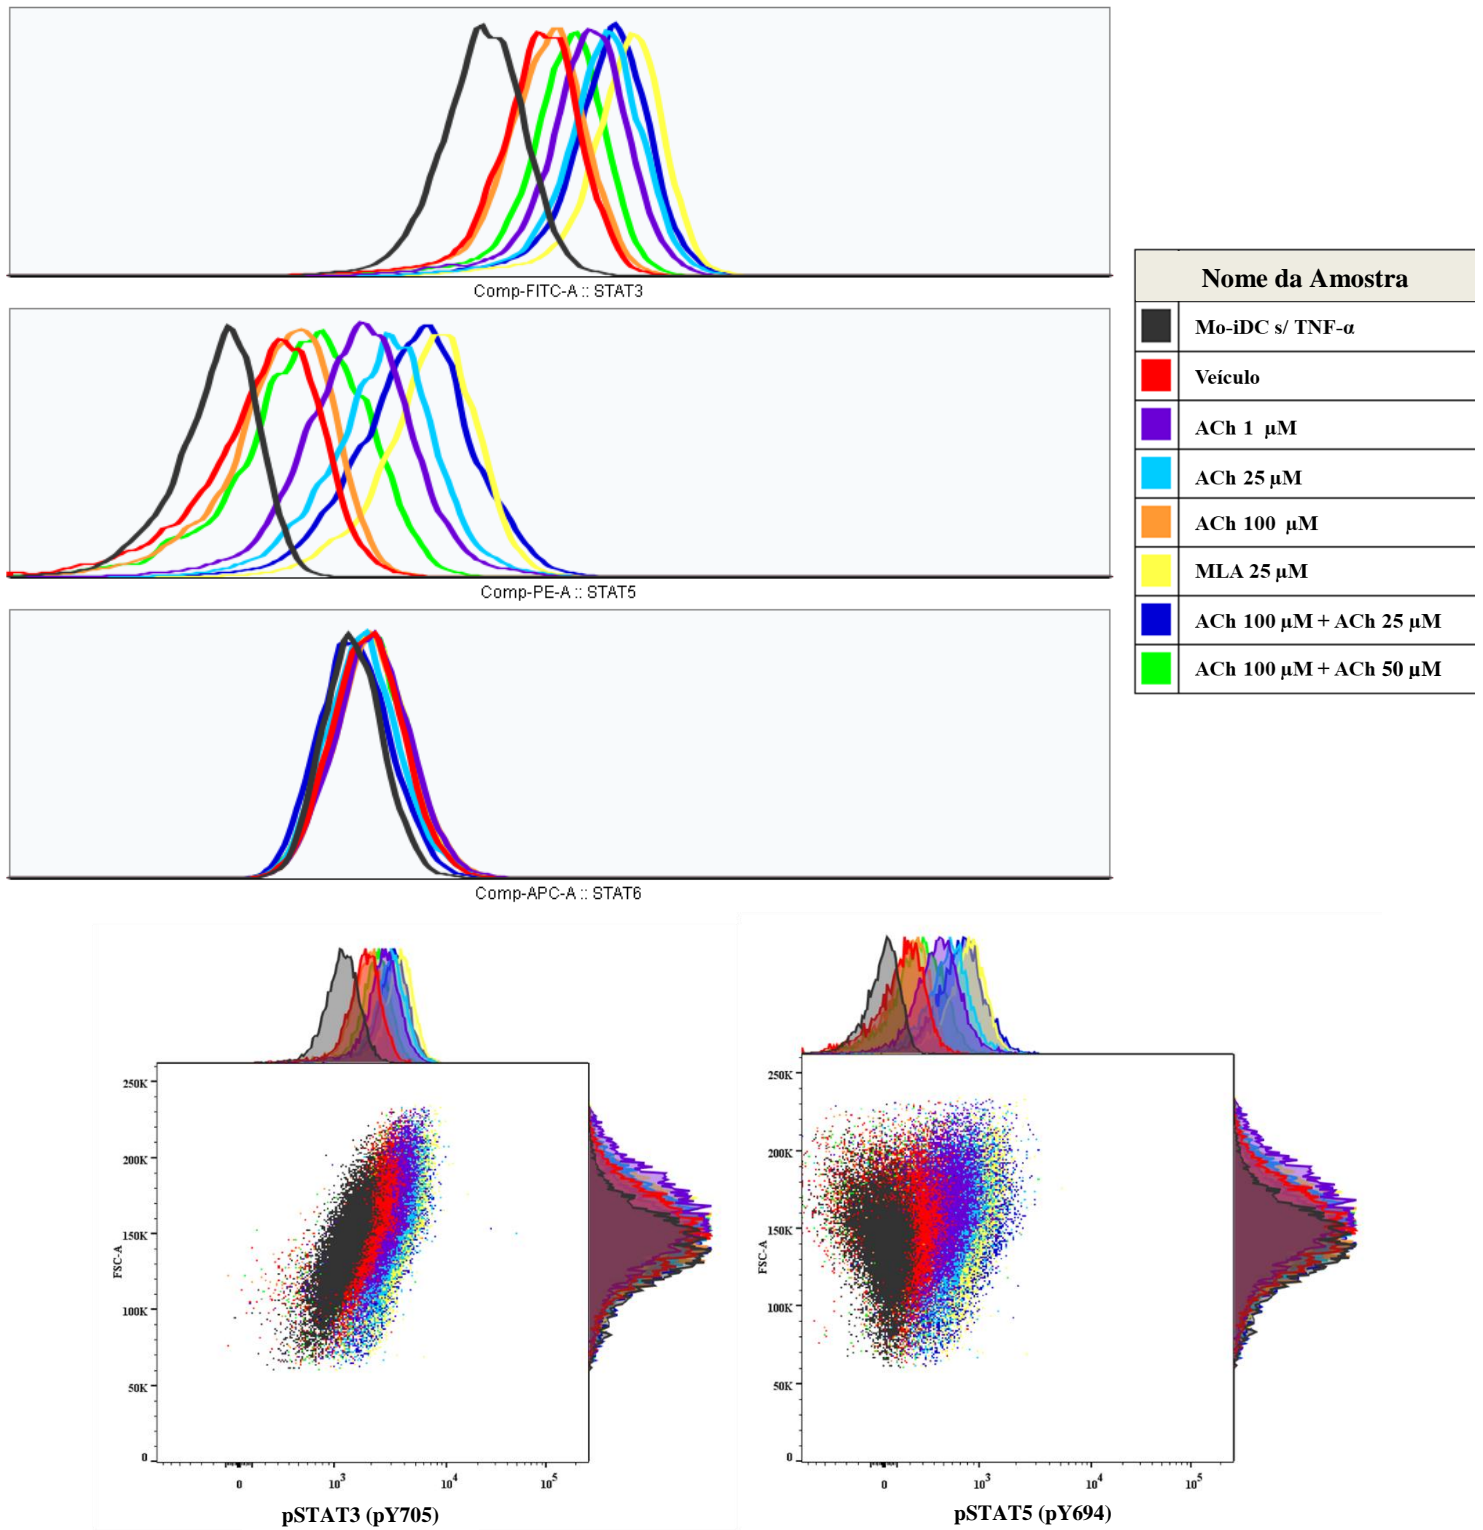 Comp-FITC-A :: STAT3
Comp-PE-A :: STAT5
Comp-APC-A :: STAT6
Nome da Amostra
Mo-iDC s/ TNF-α
Veículo
ACh 1 µM
ACh 25 µM
ACh 100 µM
MLA 25 µM
ACh 100 µM + ACh 25 µM
ACh 100 µM + ACh 50 µM
250K
200K
150K
100K
50K
0
FSC-A
0 10³ 10⁴ 10⁵
pSTAT3 (pY705)
250K
200K
150K
100K
50K
0
FSC-A
0 10³ 10⁴ 10⁵
pSTAT5 (pY694)